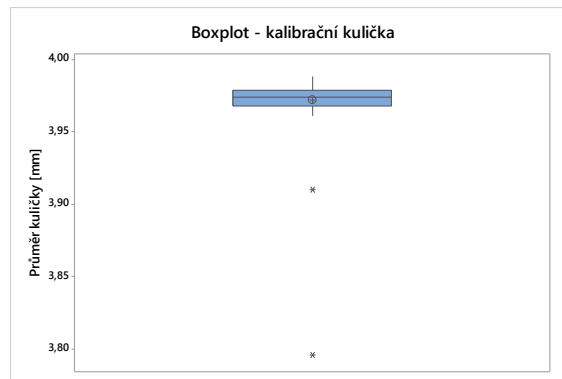 Boxplot - kalibrační kulička
Průměr kuličky [mm]
4,00
3,95
3,90
3,85
3,80